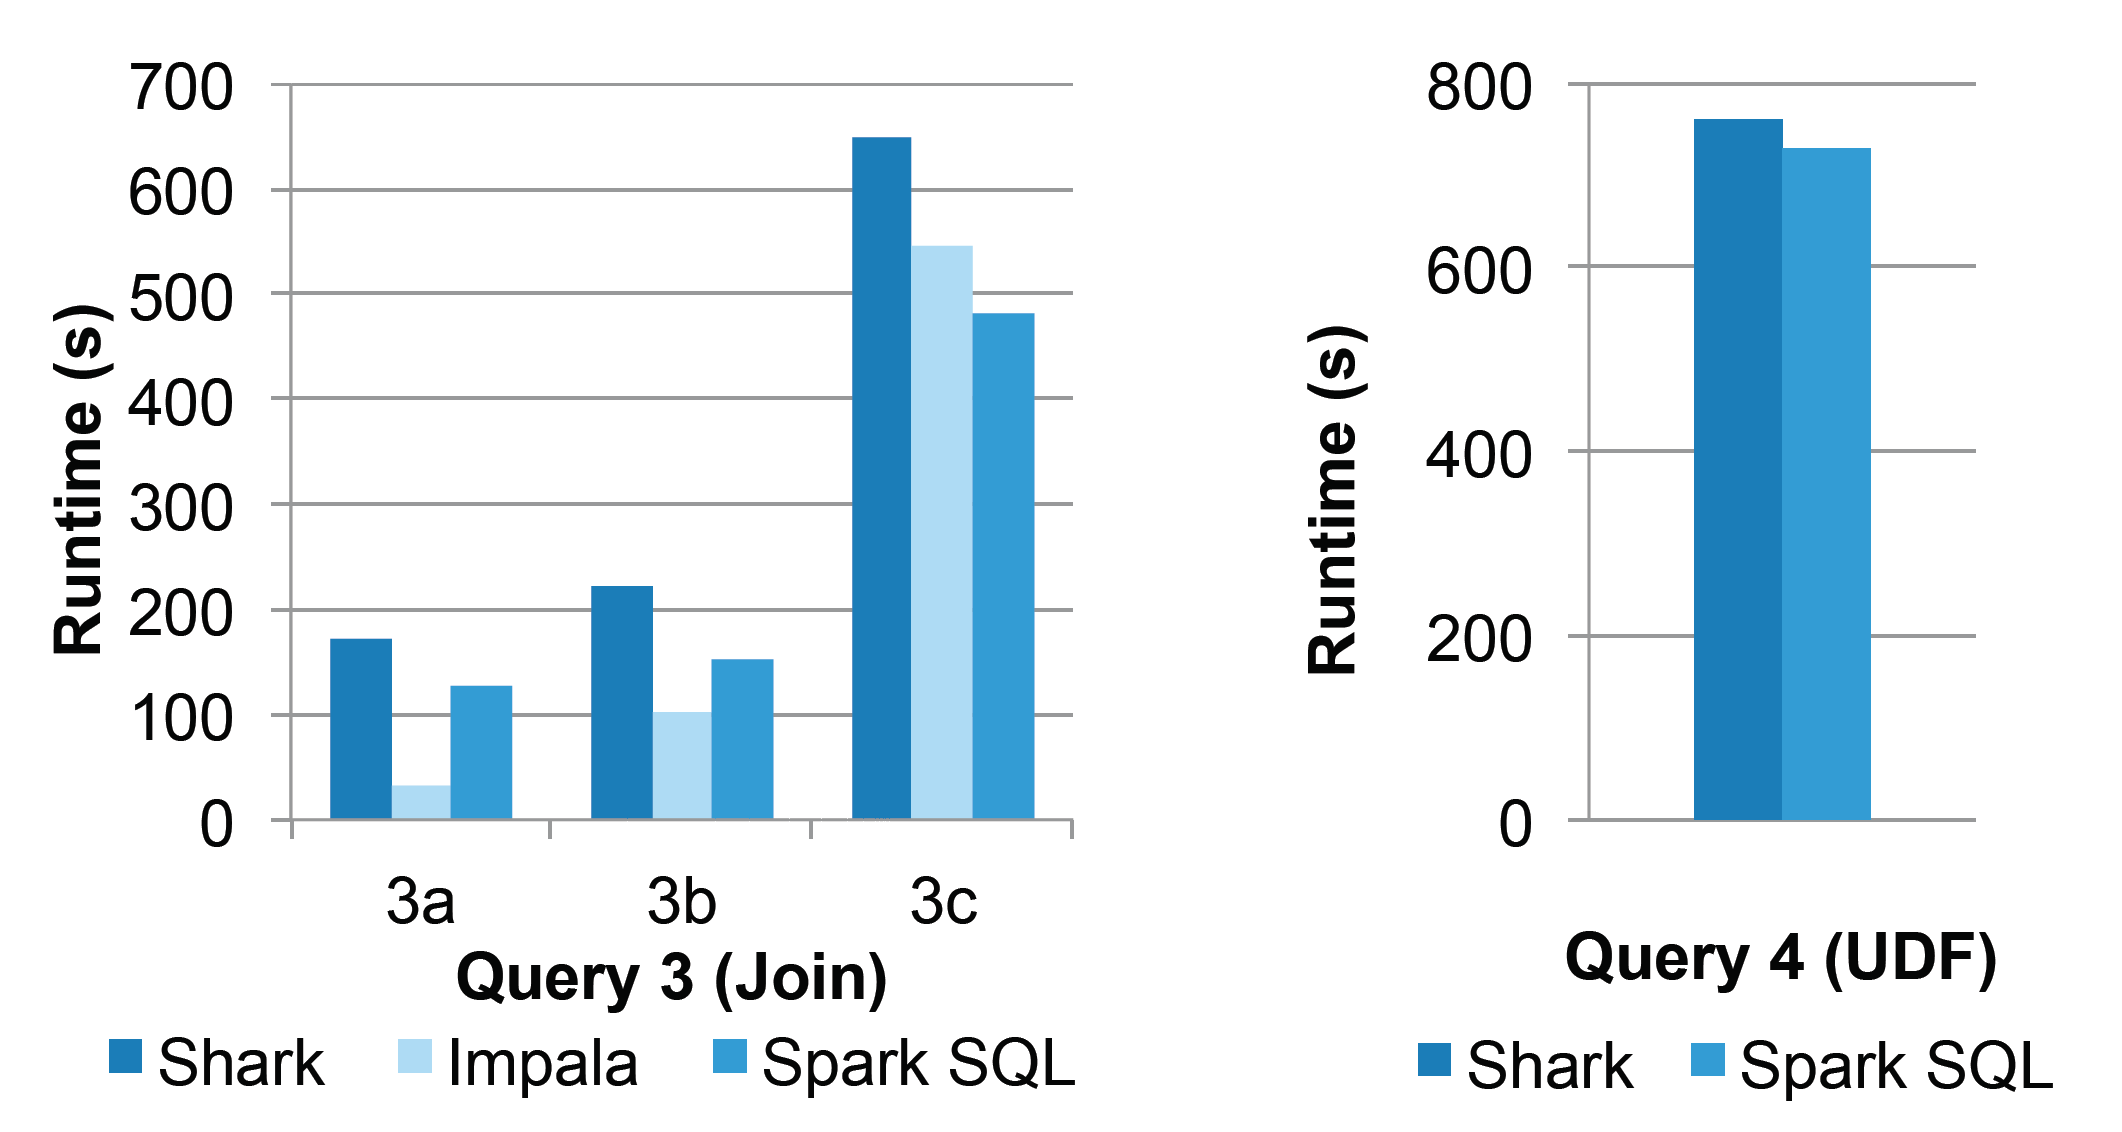 700
600
500
400
300
200
100
0
Runtime (s)
3a 3b 3c
Query 3 (Join)
Shark Impala Spark SQL
800
600
400
200
0
Runtime (s)
Query 4 (UDF)
Shark Spark SQL